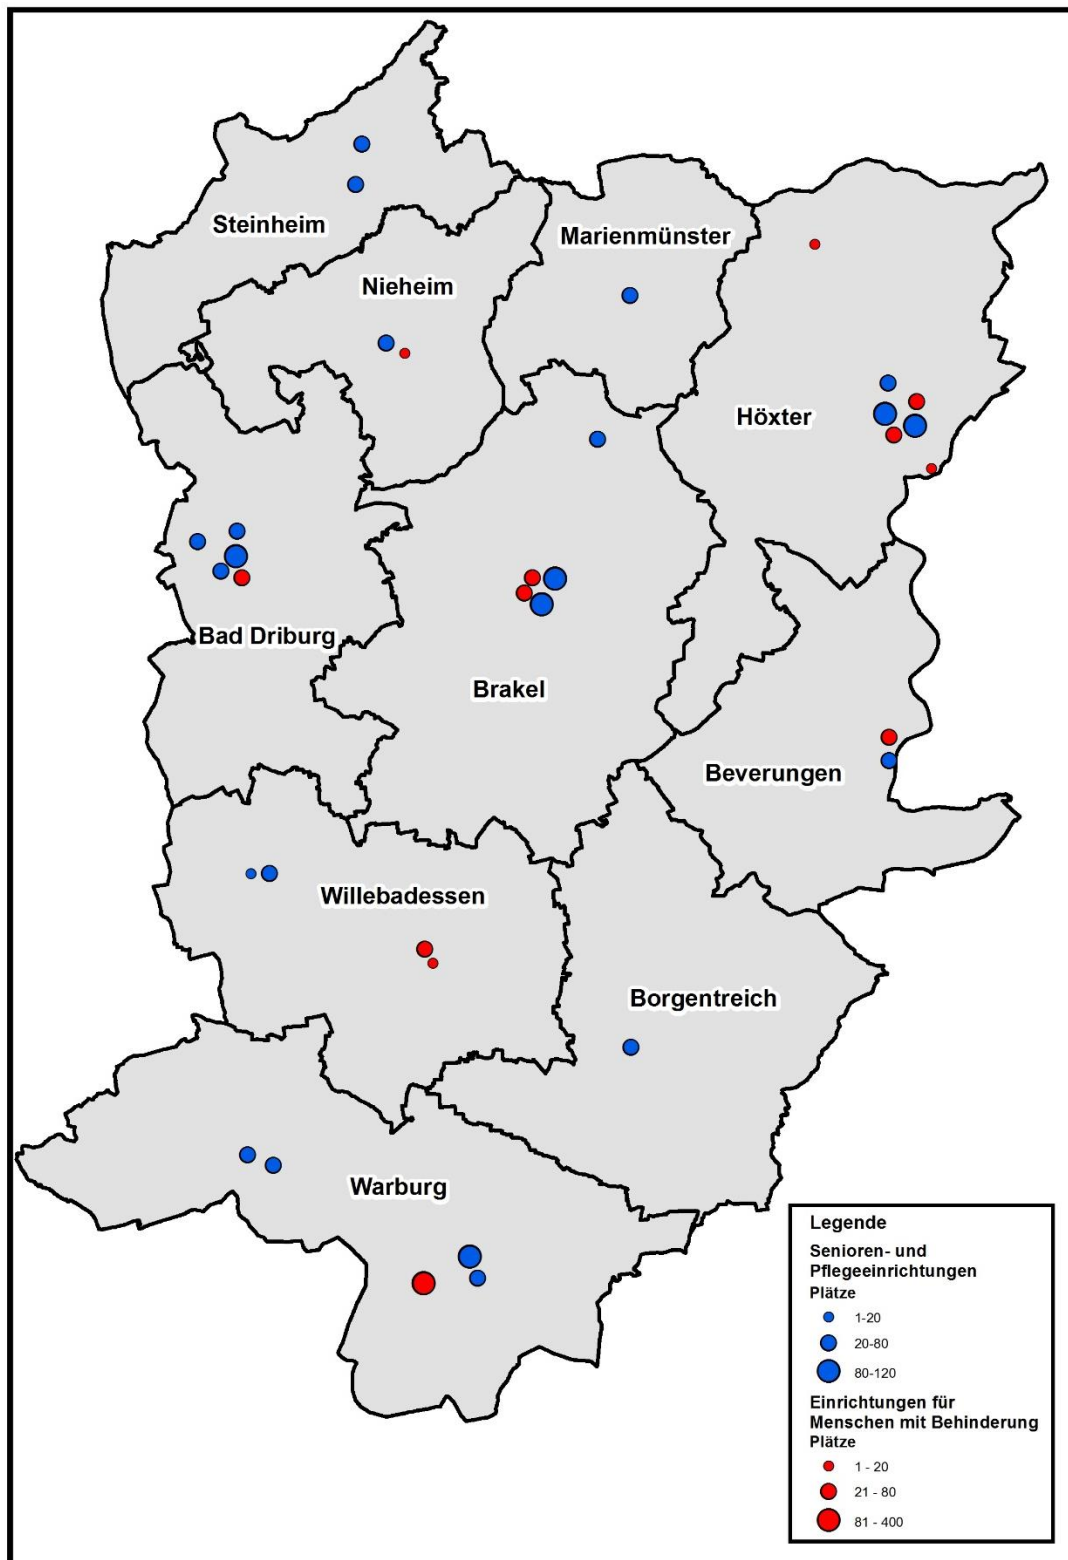 Steinheim
Marienmünster
Nieheim
Höxter
Bad Driburg
Brakel
Beverungen
Willebadessen
Borgentreich
Warburg
Legende
Senioren- und
Pflegeeinrichtungen
Plätze
1-20
20-80
80-120
Einrichtungen für
Menschen mit Behinderung
Plätze
1 - 20
21 - 80
81 - 400